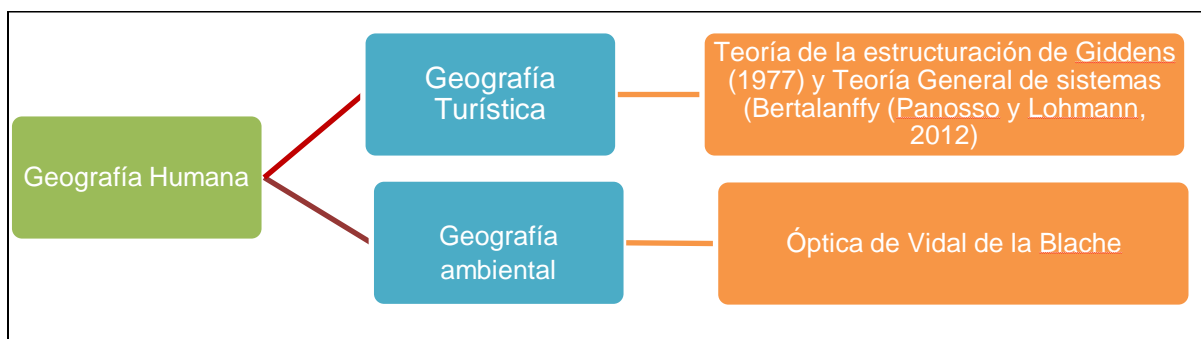 Geografía Humana
Geografía
Turística
Teoría de la estructuración de Giddens
(1977) y Teoría General de sistemas
(Bertalanffy (Panosso y Lohmann,
2012)
Geografía
ambiental
Óptica de Vidal de la Blache